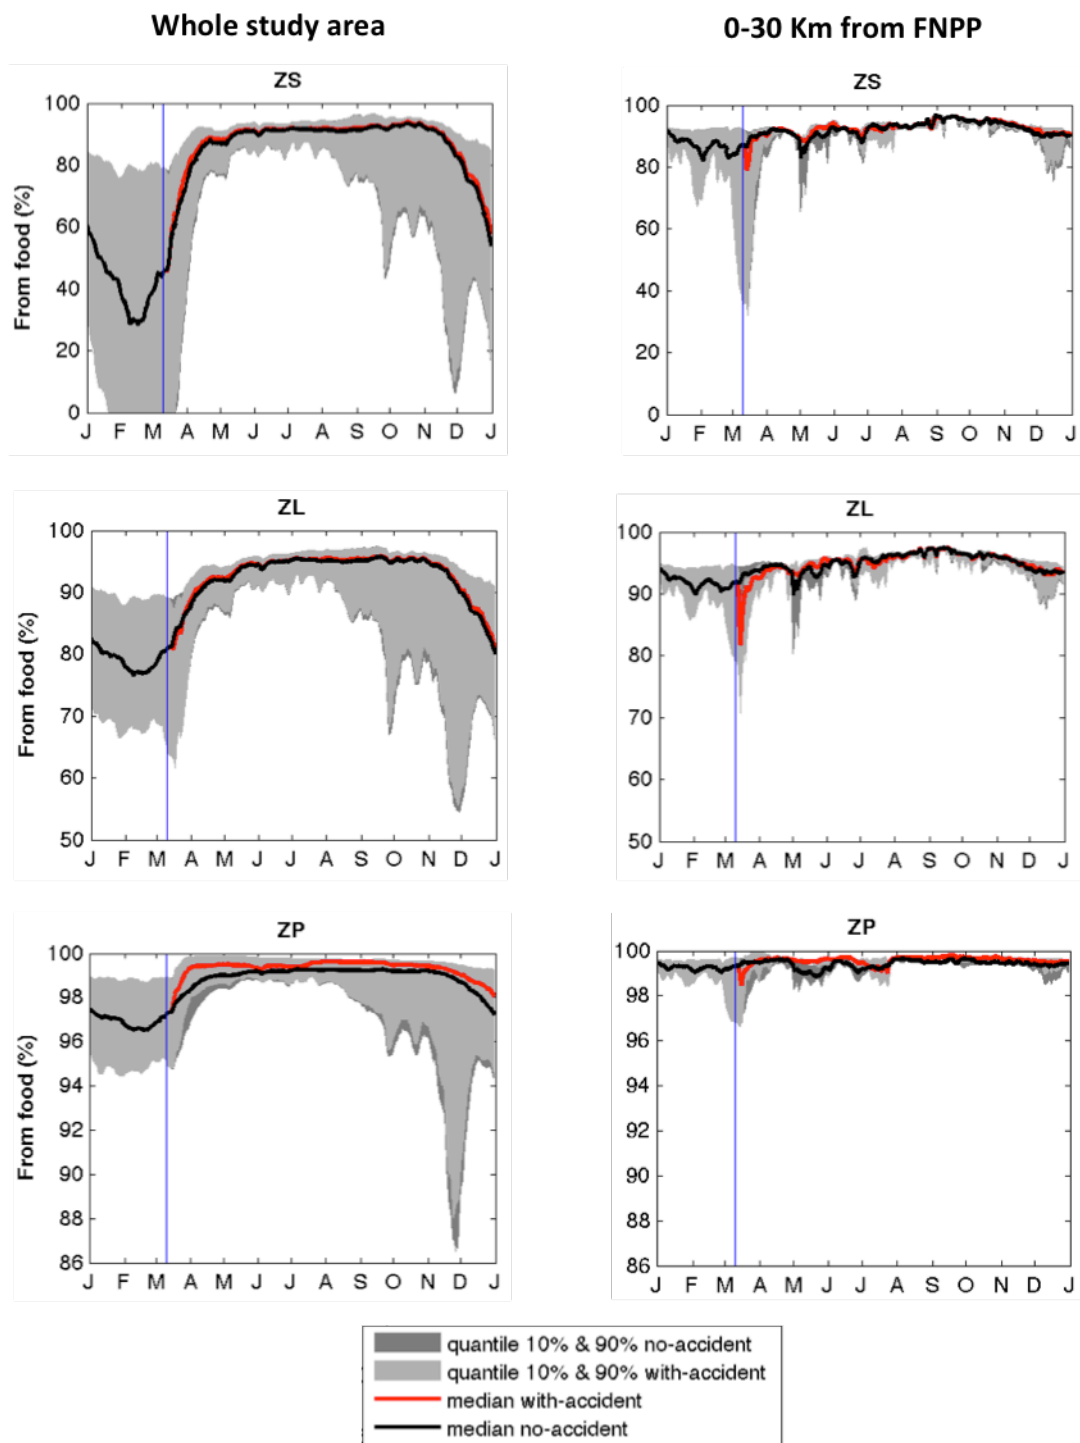 Whole study area
0-30 Km from FNPP
ZS
From food (%)
100
80
60
40
20
0
J F M A M J J A S O N D J
ZS
100
80
60
40
20
0
J F M A M J J A S O N D J
ZL
From food (%)
100
90
80
70
60
50
J F M A M J J A S O N D J
ZL
100
90
80
70
60
50
J F M A M J J A S O N D J
ZP
From food (%)
100
98
96
94
92
90
88
86
J F M A M J J A S O N D J
ZP
100
98
96
94
92
90
88
86
J F M A M J J A S O N D J
quantile 10% & 90% no-accident
quantile 10% & 90% with-accident
median with-accident
median no-accident